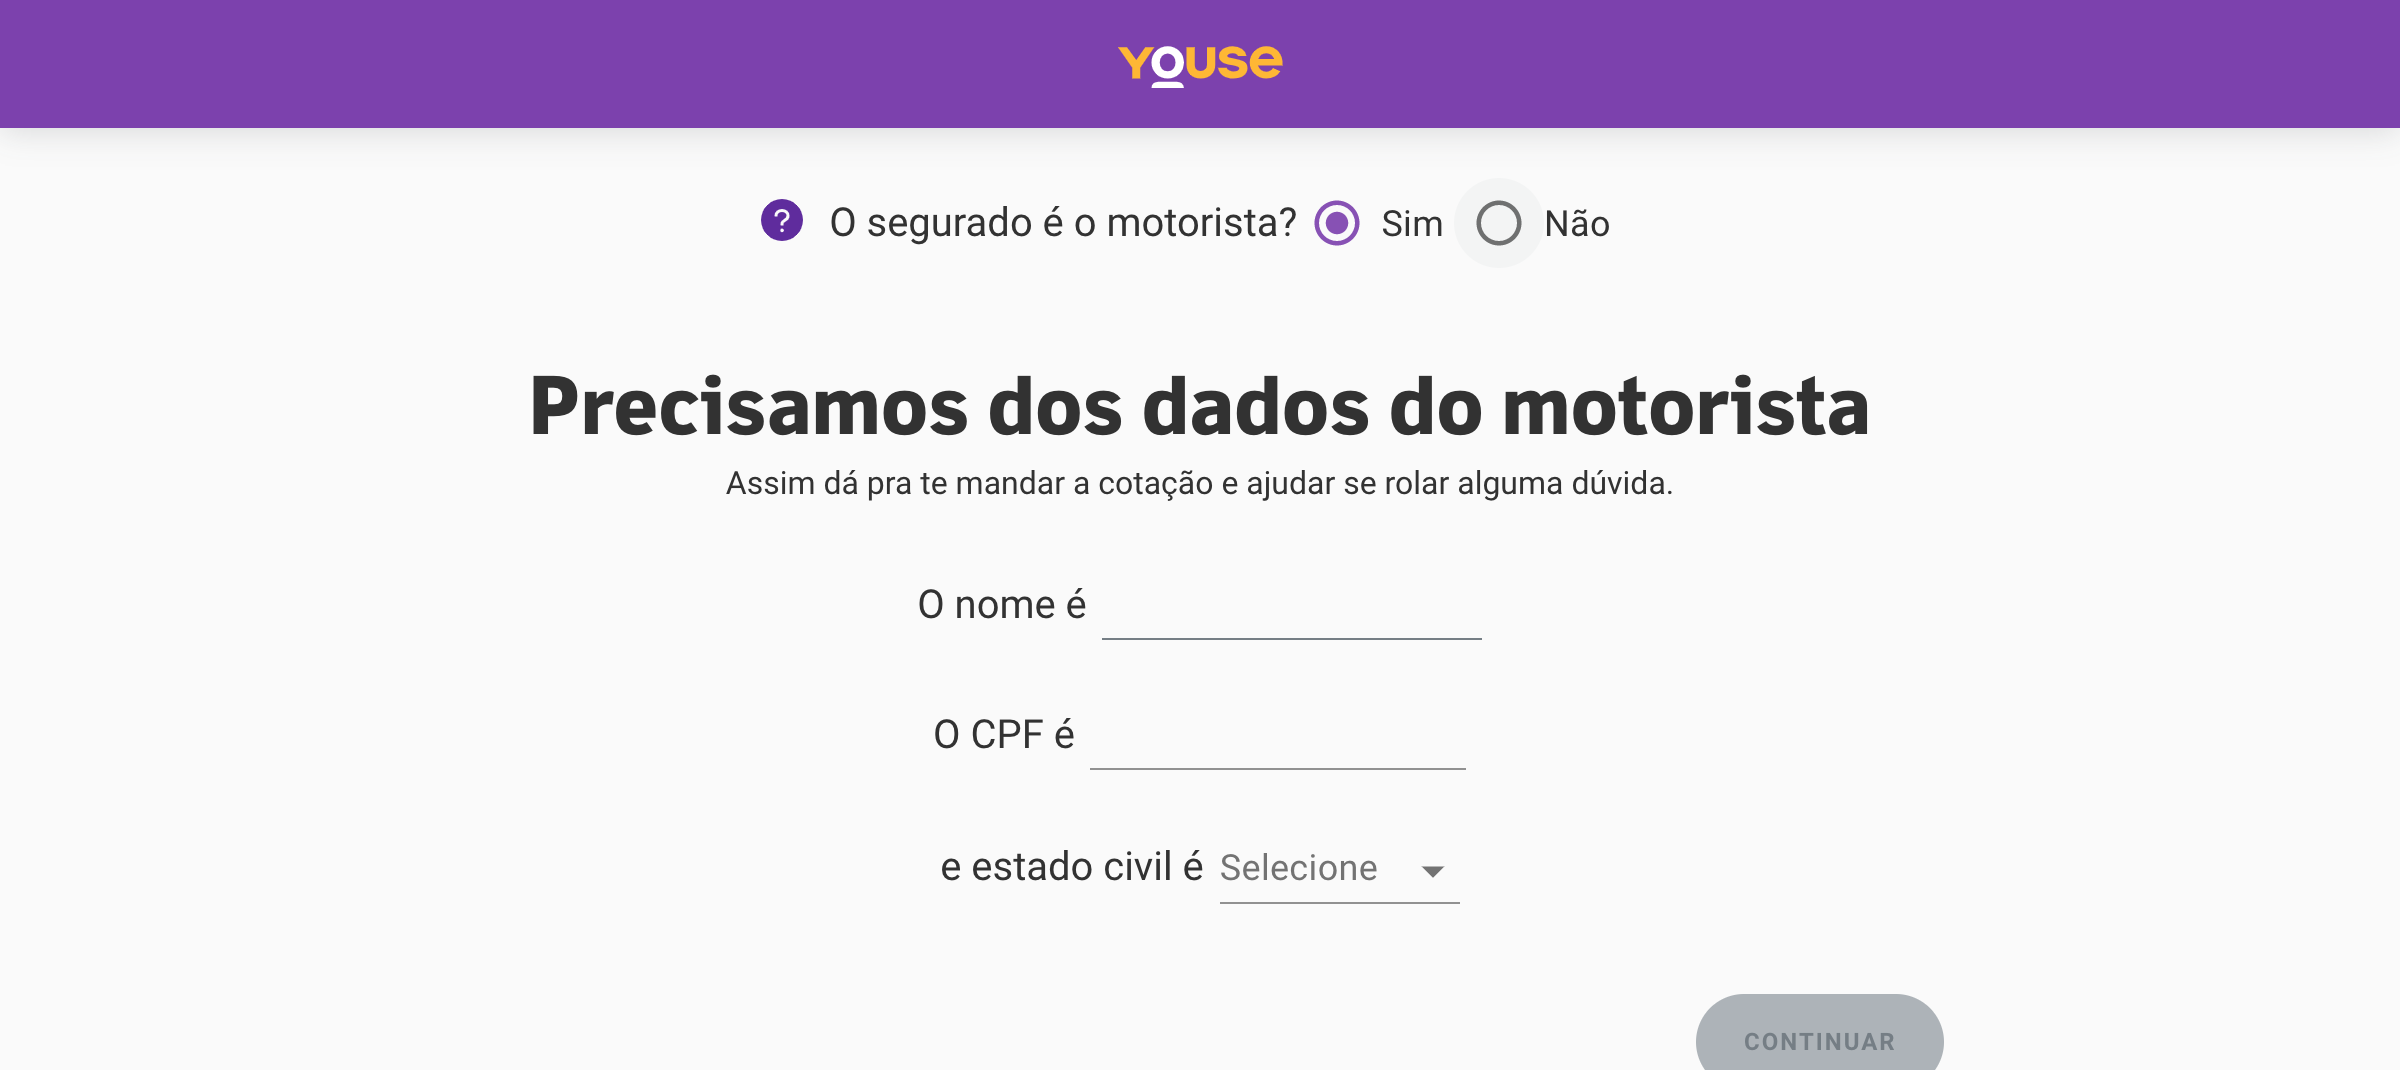 Youse
? O segurado é o motorista? Sim Não
Precisamos dos dados do motorista
Assim dá pra te mandar a cotação e ajudar se rolar alguma dúvida.
O nome é
O CPF é
e estado civil é Selecione
CONTINUAR